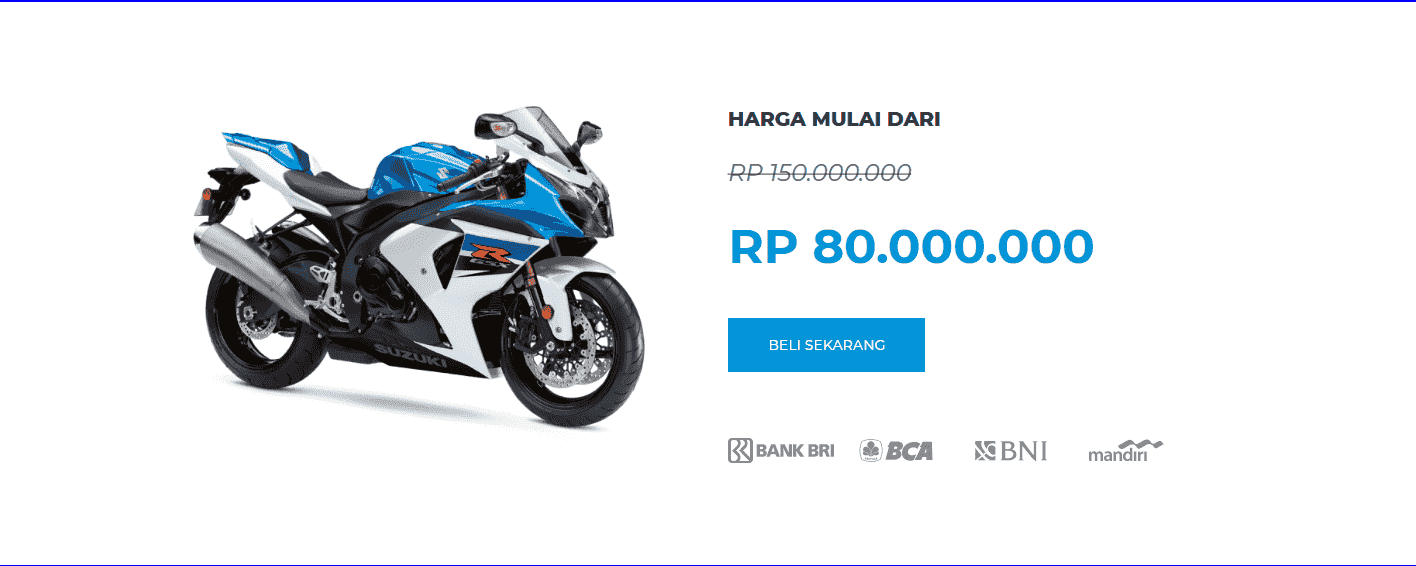 HARGA MULAI DARI
RP 150.000.000
RP 80.000.000
BELI SEKARANG
BANK BRI BCA BNI mandiri
R
GSX
SUZUKI